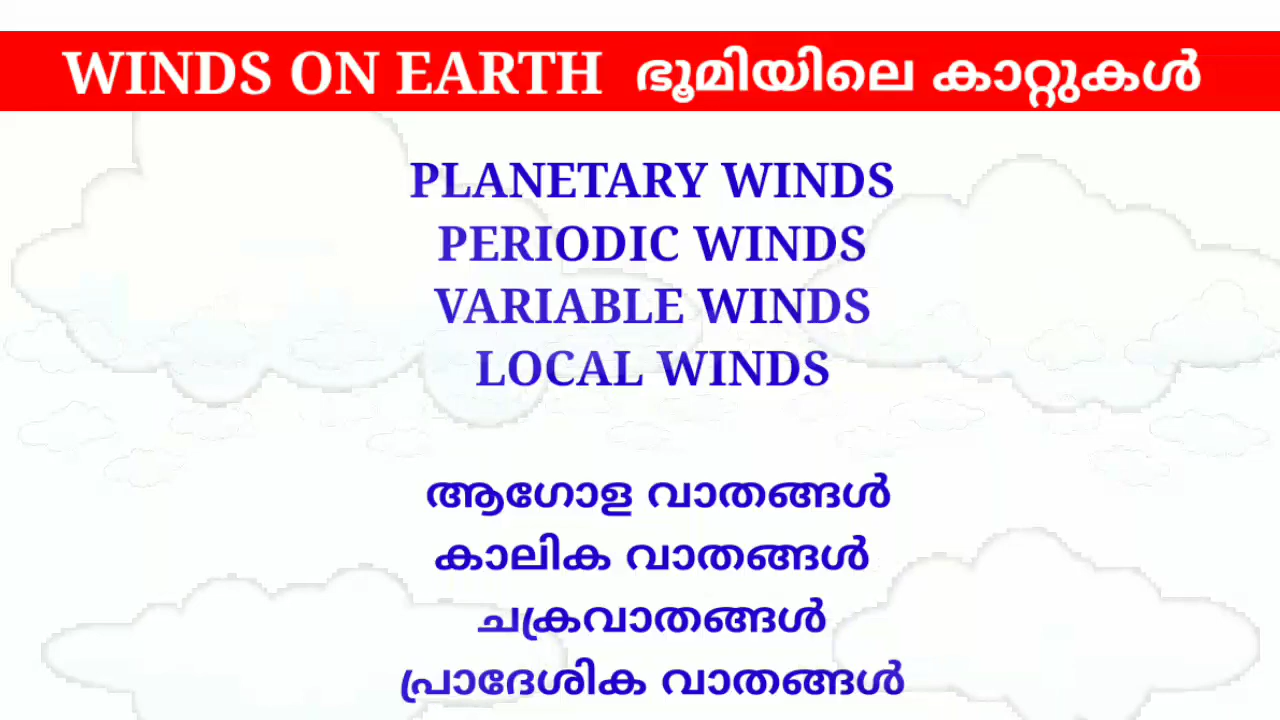 WINDS ON EARTH ഭൂമിയിലെ കാറ്റുകൾ
PLANETARY WINDS
PERIODIC WINDS
VARIABLE WINDS
LOCAL WINDS
ആഗോള വാതങ്ങൾ
കാലിക വാതങ്ങൾ
ചക്രവാതങ്ങൾ
പ്രാദേശിക വാതങ്ങൾ